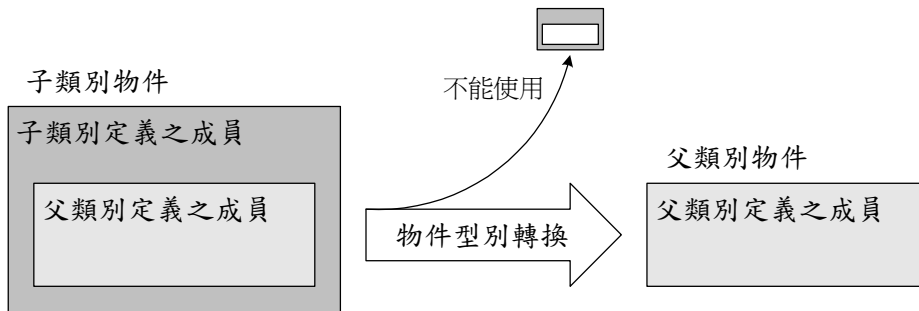 子類別物件
子類別定義之成員
父類別定義之成員
不能使用
物件型別轉換
父類別物件
父類別定義之成員